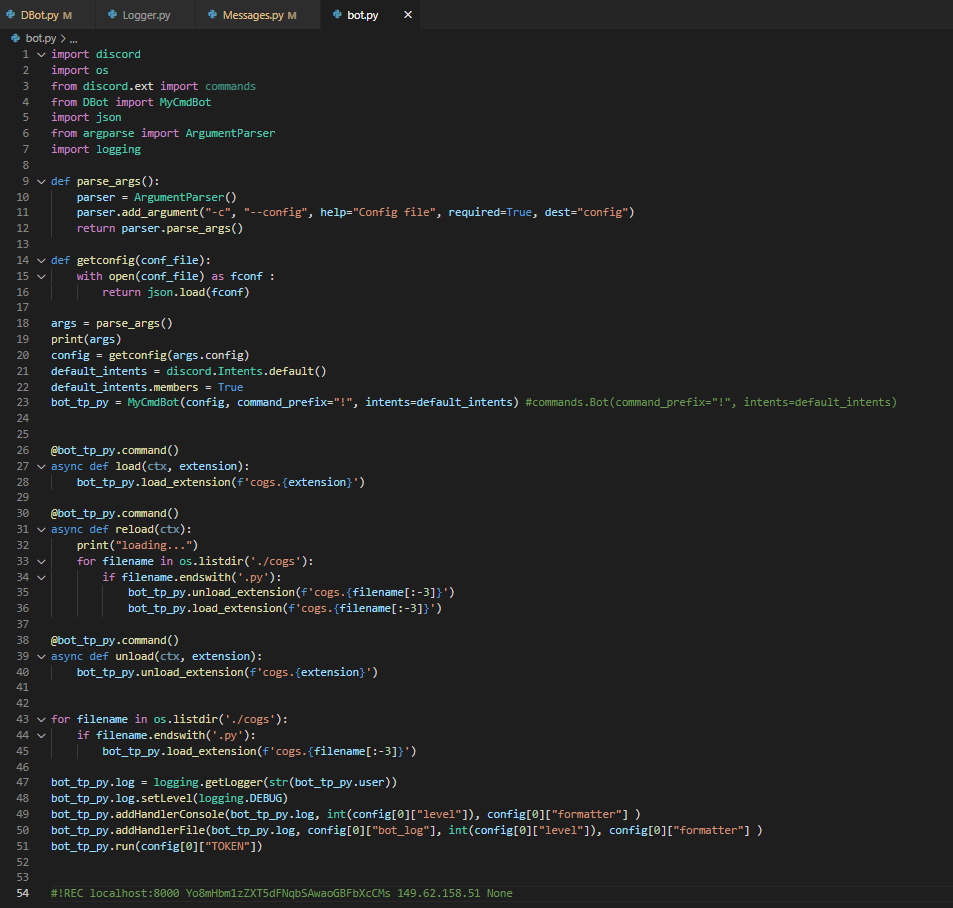 DBot.py M Logger.py Messages.py M bot.py ×
bot.py > ...
1 import discord
2 import os
3 from discord.ext import commands
4 from DBot import MyCmdBot
5 import json
6 from argparse import ArgumentParser
7 import logging
8
9 def parse_args():
10     parser = ArgumentParser()
11     parser.add_argument("-c", "--config", help="Config file", required=True, dest="config")
12     return parser.parse_args()
13
14 def getconfig(conf_file):
15     with open(conf_file) as fconf :
16         return json.load(fconf)
17
18 args = parse_args()
19 print(args)
20 config = getconfig(args.config)
21 default_intents = discord.Intents.default()
22 default_intents.members = True
23 bot_tp_py = MyCmdBot(config, command_prefix="!", intents=default_intents) #commands.Bot(command_prefix="!", intents=default_intents)
24
25
26 @bot_tp_py.command()
27 async def load(ctx, extension):
28     bot_tp_py.load_extension(f'cogs.{extension}')
29
30 @bot_tp_py.command()
31 async def reload(ctx):
32     print("loading...")
33     for filename in os.listdir('./cogs'):
34         if filename.endswith('.py'):
35             bot_tp_py.unload_extension(f'cogs.{filename[:-3]}')
36             bot_tp_py.load_extension(f'cogs.{filename[:-3]}')
37
38 @bot_tp_py.command()
39 async def unload(ctx, extension):
40     bot_tp_py.unload_extension(f'cogs.{extension}')
41
42
43 for filename in os.listdir('./cogs'):
44     if filename.endswith('.py'):
45         bot_tp_py.load_extension(f'cogs.{filename[:-3]}')
46
47 bot_tp_py.log = logging.getLogger(str(bot_tp_py.user))
48 bot_tp_py.log.setLevel(logging.DEBUG)
49 bot_tp_py.addHandlerConsole(bot_tp_py.log, int(config[0]["level"]), config[0]["formatter"] )
50 bot_tp_py.addHandlerFile(bot_tp_py.log, config[0]["bot_log"], int(config[0]["level"]), config[0]["formatter"] )
51 bot_tp_py.run(config[0]["TOKEN"])
52
53
54 #!REC localhost:8000 Yo8mHbm1zZXT5dFNqbSAwaoGBFbXcCMs 149.62.158.51 None